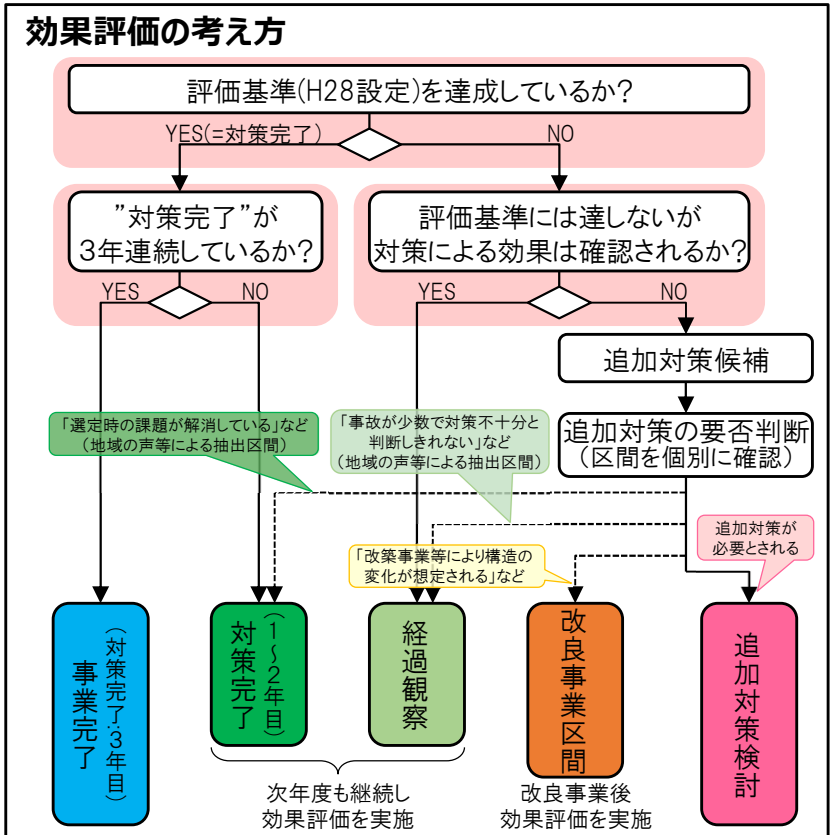 効果評価の考え方
評価基準(H28設定)を達成しているか?
YES(=対策完了)
NO
”対策完了”が
3年連続しているか?
評価基準には達しないが
対策による効果は確認されるか?
YES
NO
YES
NO
追加対策候補
「選定時の課題が解消している」など
(地域の声等による抽出区間)
「事故が少数で対策不十分と
判断しきれない」など
(地域の声等による抽出区間)
追加対策の要否判断
(区間を個別に確認)
追加対策が
必要とされる
「改築事業等により構造の
変化が想定される」など
事業完了
(対策完了:3年目)
対策完了
(1~2年目)
経過観察
改良事業区間
追加対策検討
次年度も継続し
効果評価を実施
改良事業後
効果評価を実施